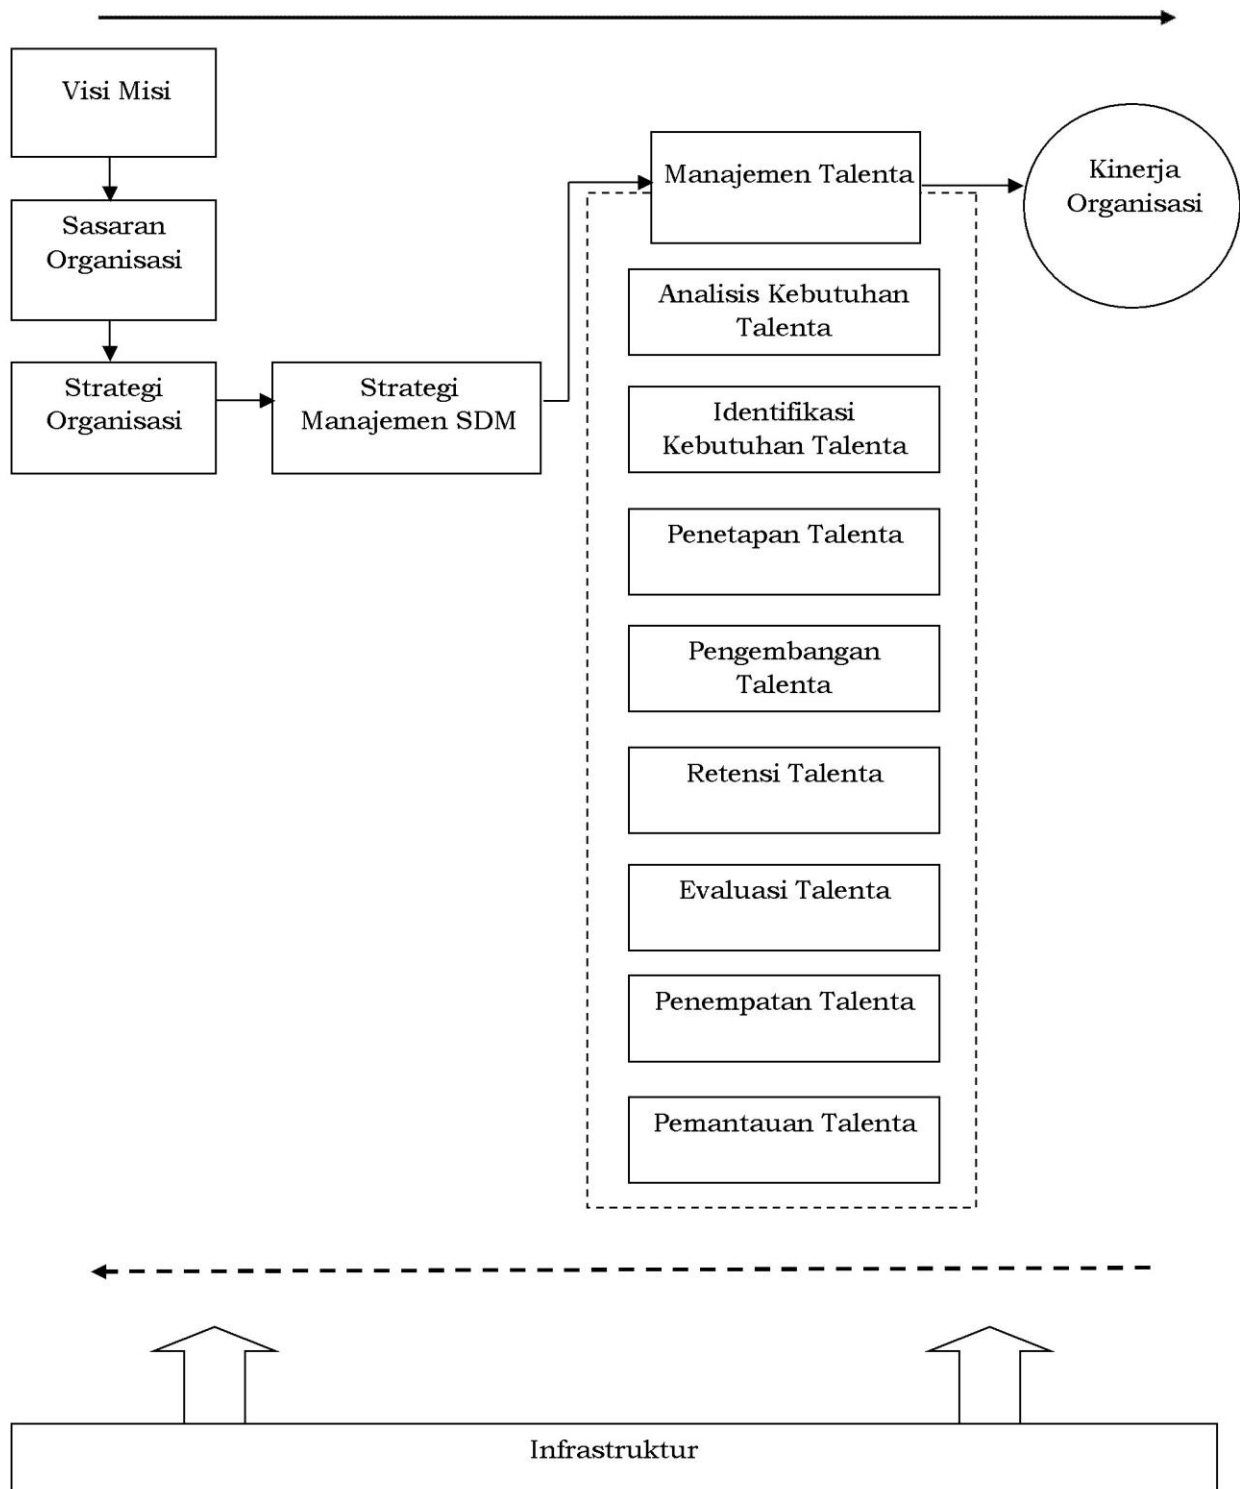 Visi Misi
Sasaran
Organisasi
Strategi
Organisasi
Strategi
Manajemen SDM
Manajemen Talenta
Analisis Kebutuhan
Talenta
Identifikasi
Kebutuhan Talenta
Penetapan Talenta
Pengembangan
Talenta
Retensi Talenta
Evaluasi Talenta
Penempatan Talenta
Pemantauan Talenta
Kinerja
Organisasi
Infrastruktur